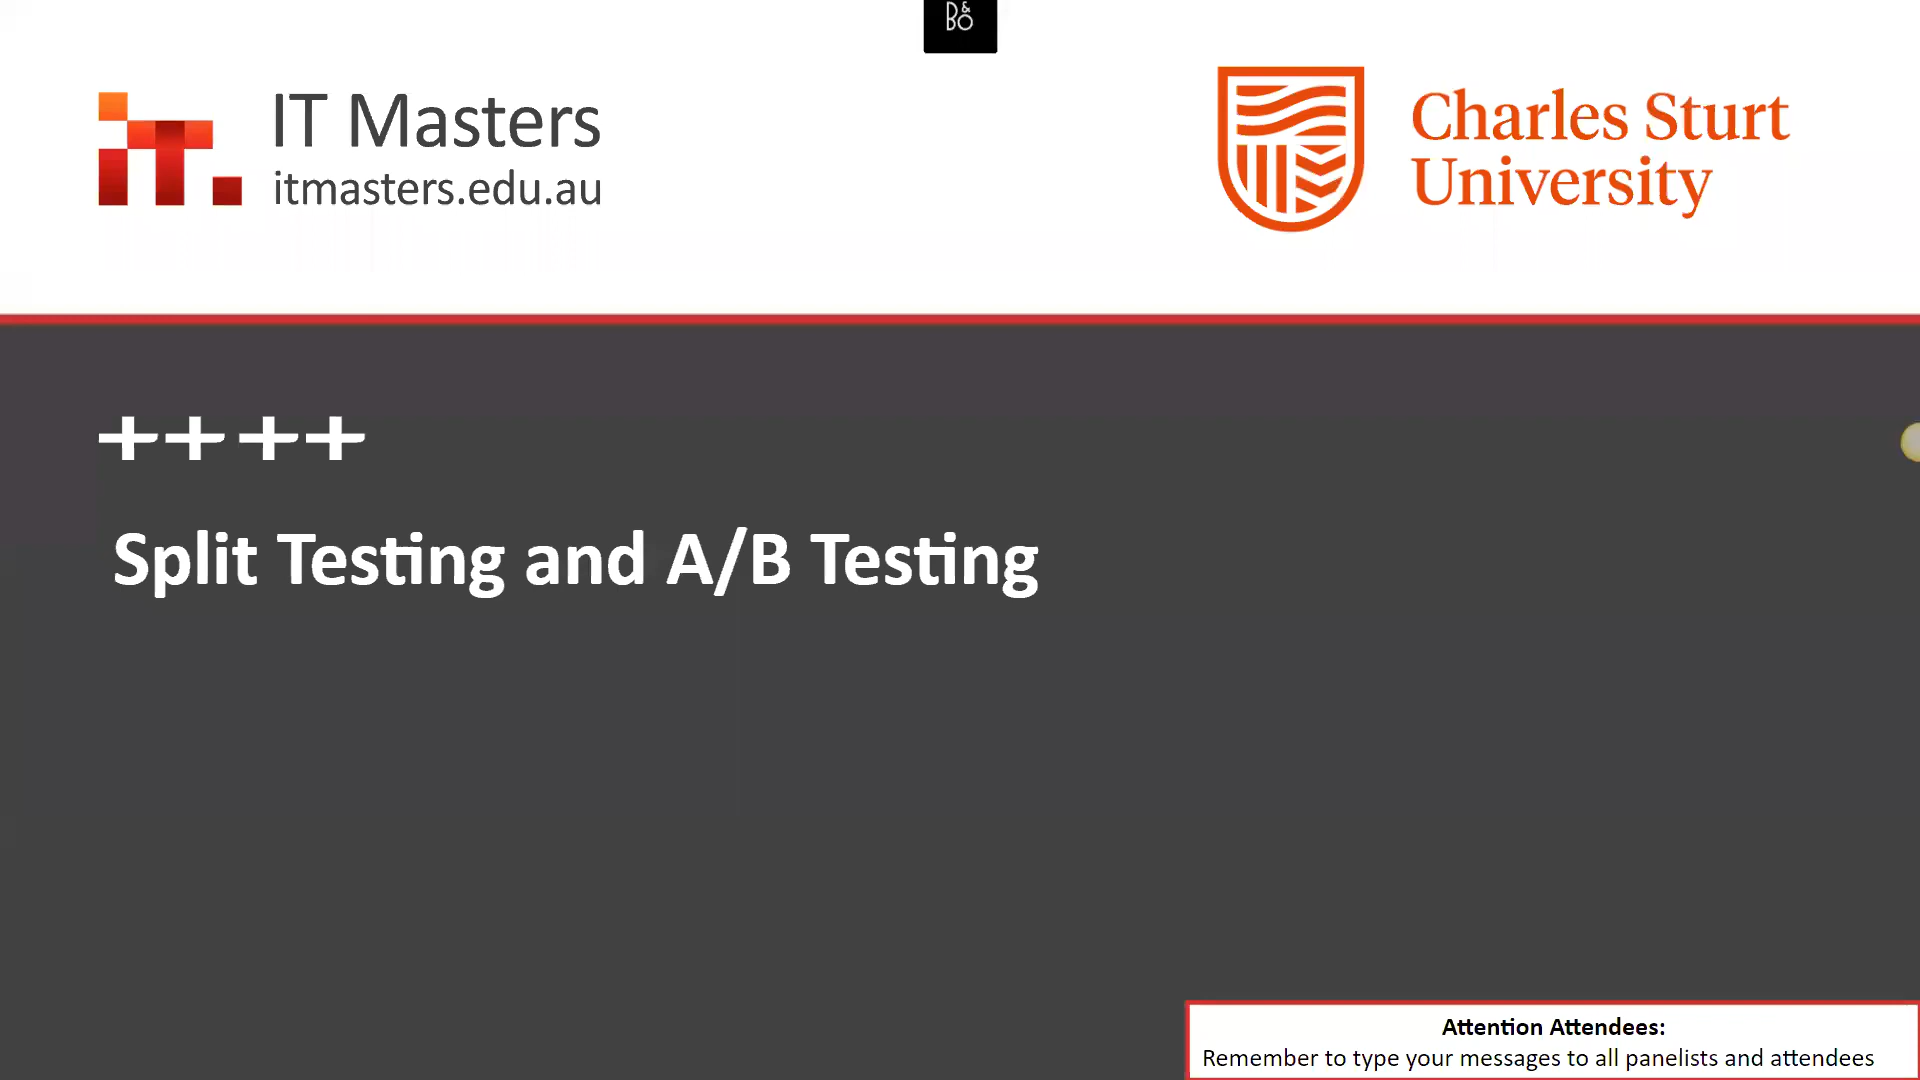 B&O
IT Masters
itmasters.edu.au
Charles Sturt
University
++ ++
Split Testing and A/B Testing
Attention Attendees:
Remember to type your messages to all panelists and attendees